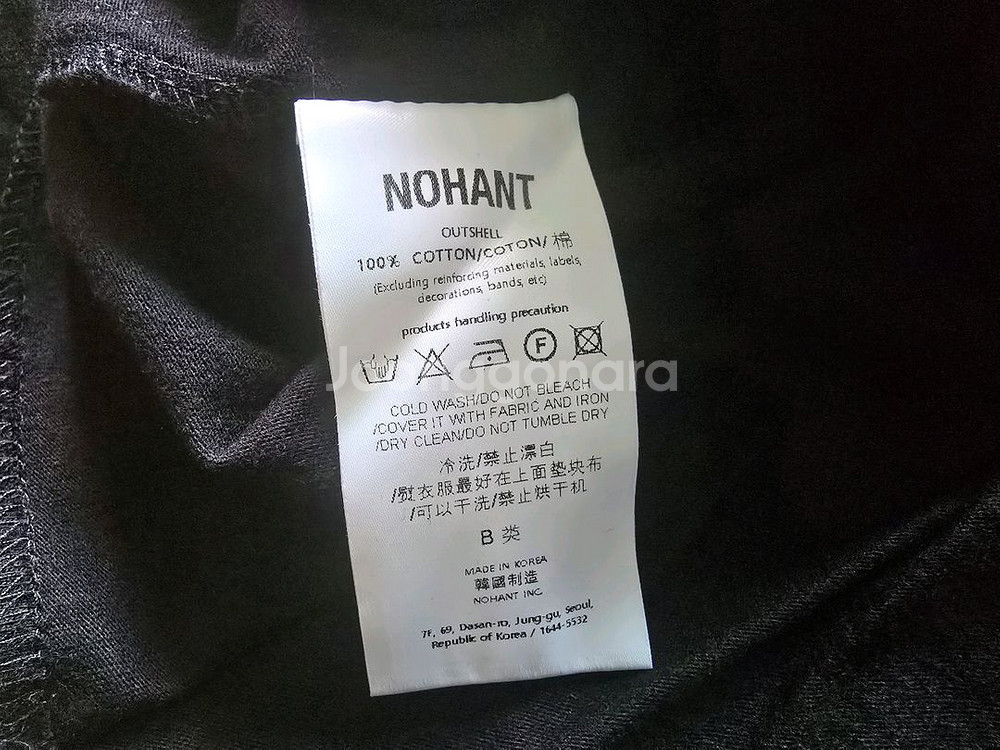 NOHANT
OUTSHELL
100% COTTON/COTON/棉
(Excluding reinforcing materials, labels,
decorations, bands, etc)
products handling precaution
F
Joonggonara
COLD WASH/DO NOT BLEACH
/COVER IT WITH FABRIC AND IRON
/DRY CLEAN/DO NOT TUMBLE DRY
冷洗/禁止漂白
/熨衣服最好在上面垫块布
/可以干洗/禁止烘干机
B 类
MADE IN KOREA
韓國制造
NOHANT INC.
7F, 69, Dasan-ro, Jung-gu, Seoul,
Republic of Korea / 1644-5532